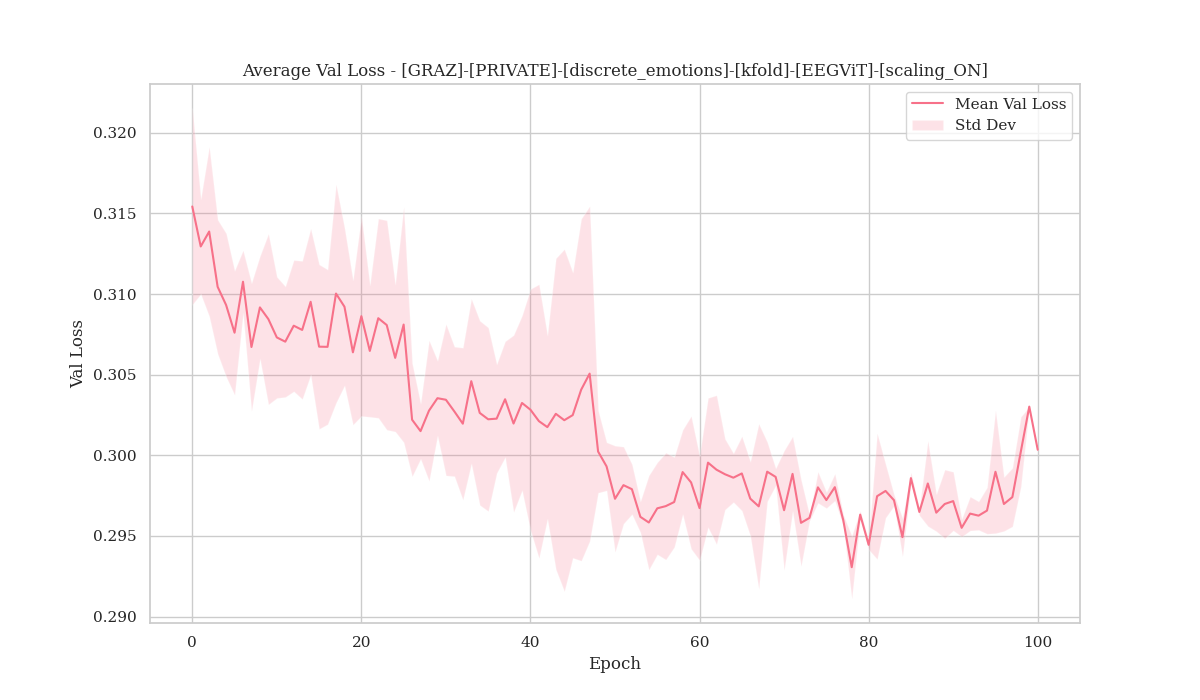 Average Val Loss - [GRAZ]-[PRIVATE]-[discrete_emotions]-[kfold]-[EEGViT]-[scaling_ON]
Mean Val Loss
Std Dev
0.320
0.315
0.310
0.305
0.300
0.295
0.290
Val Loss
0
20
40
60
80
100
Epoch